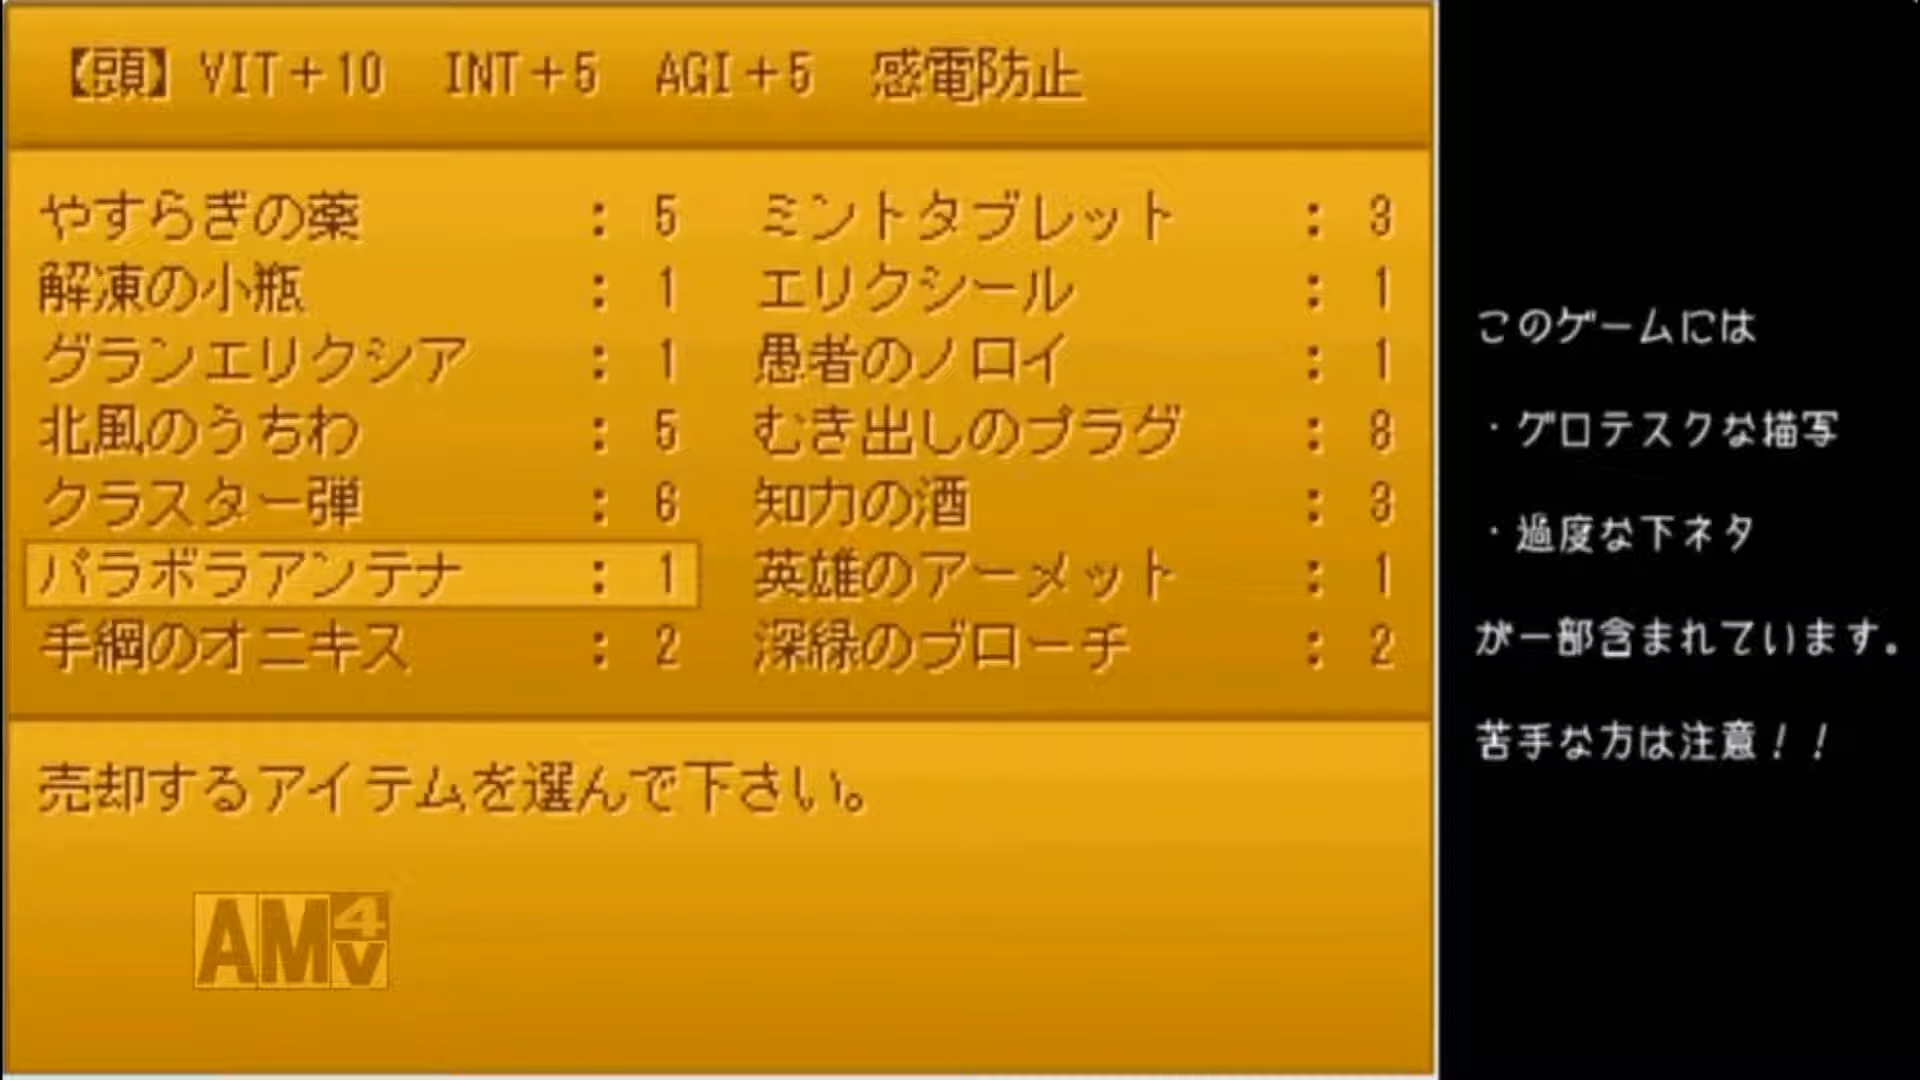 【頭】 VIT+10 INT+5 AGI+5 感電防止
やすらぎの薬 : 5 ミントタブレット : 3
解凍の小瓶 : 1 エリクシール : 1
グランエリクシア : 1 愚者のノロイ : 1
北風のうちわ : 5 むき出しのプラグ : 8
クラスター弾 : 6 知力の酒 : 3
パラボラアンテナ : 1 英雄のアーメット : 1
手綱のオニキス : 2 深緑のブローチ : 2
売却するアイテムを選んで下さい。
AM4v
このゲームには
・グロテスクな描写
・過度な下ネタ
が一部含まれています。
苦手な方は注意！！